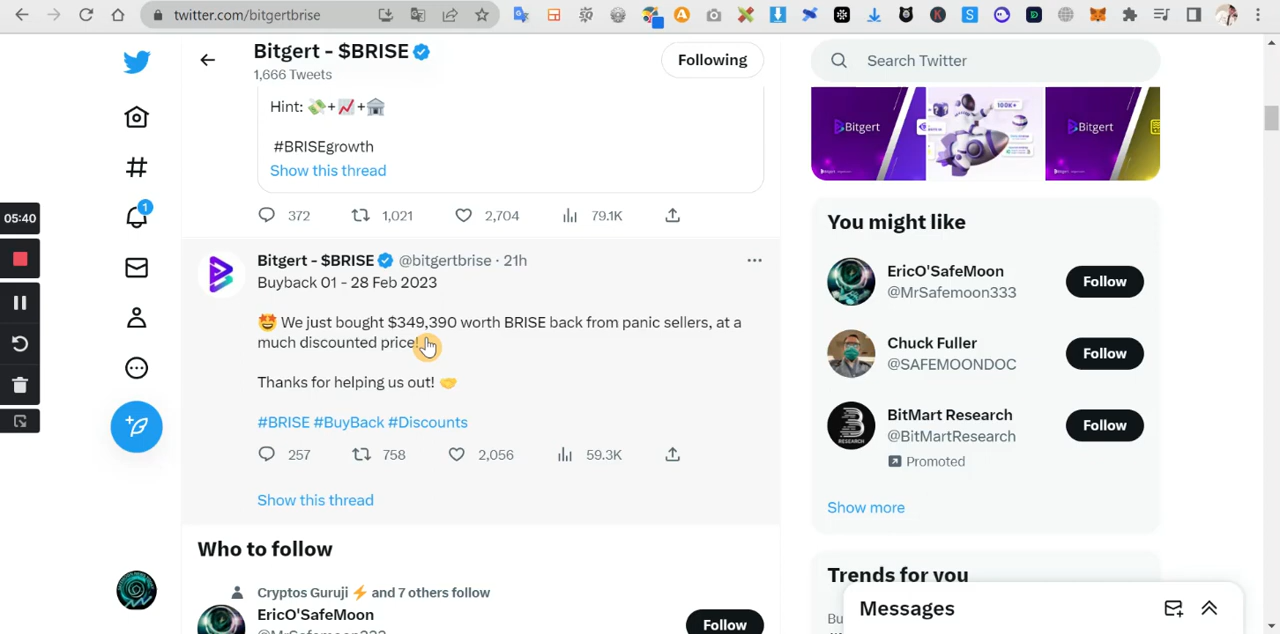 twitter.com/bitgertbrise
Bitgert - $BRISE
1,666 Tweets
Following
Search Twitter
Hint: 💸+📈+🏛️
#BRISEgrowth
Show this thread
372 1,021 2,704 79.1K
Bitgert - $BRISE @bitgertbrise · 21h
Buyback 01 - 28 Feb 2023
🤩 We just bought $349,390 worth BRISE back from panic sellers, at a
much discounted price!
Thanks for helping us out! 🤝
#BRISE #BuyBack #Discounts
257 758 2,056 59.3K
Show this thread
Who to follow
Cryptos Guruji ⚡ and 7 others follow
EricO'SafeMoon
@MrSafemoon333
Follow
05:40
1
Bitgert
100K+
Bitgert
You might like
EricO'SafeMoon
@MrSafemoon333
Follow
Chuck Fuller
@SAFEMOONDOC
Follow
BitMart Research
@BitMartResearch
Promoted
Follow
RESEARCH
Show more
Trends for you
Bu
Messages